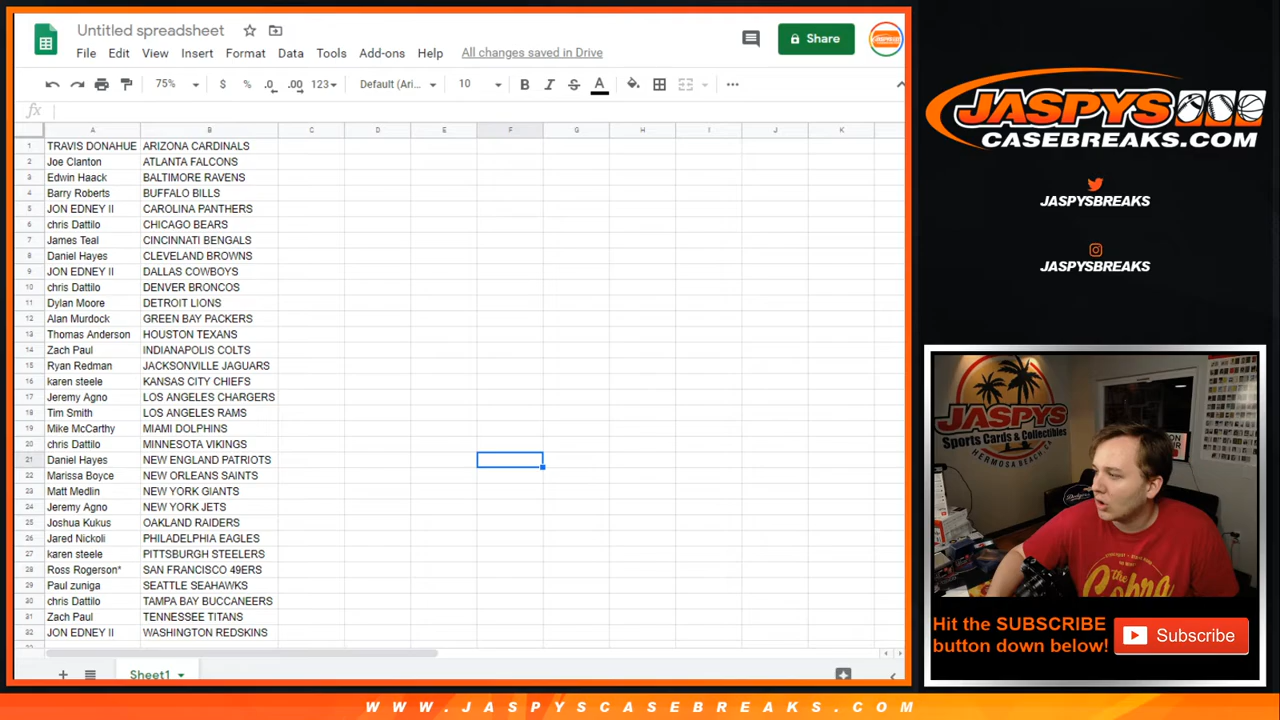 Untitled spreadsheet
File Edit View Insert Format Data Tools Add-ons Help All changes saved in Drive
Share
75% $ % .0 .00 123 Default (Ari... 10 B I S A
fx
A B C D E F G H I J K
1 TRAVIS DONAHUE ARIZONA CARDINALS
2 Joe Clanton ATLANTA FALCONS
3 Edwin Haack BALTIMORE RAVENS
4 Barry Roberts BUFFALO BILLS
5 JON EDNEY II CAROLINA PANTHERS
6 chris Dattilo CHICAGO BEARS
7 James Teal CINCINNATI BENGALS
8 Daniel Hayes CLEVELAND BROWNS
9 JON EDNEY II DALLAS COWBOYS
10 chris Dattilo DENVER BRONCOS
11 Dylan Moore DETROIT LIONS
12 Alan Murdock GREEN BAY PACKERS
13 Thomas Anderson HOUSTON TEXANS
14 Zach Paul INDIANAPOLIS COLTS
15 Ryan Redman JACKSONVILLE JAGUARS
16 karen steele KANSAS CITY CHIEFS
17 Jeremy Agno LOS ANGELES CHARGERS
18 Tim Smith LOS ANGELES RAMS
19 Mike McCarthy MIAMI DOLPHINS
20 chris Dattilo MINNESOTA VIKINGS
21 Daniel Hayes NEW ENGLAND PATRIOTS
22 Marissa Boyce NEW ORLEANS SAINTS
23 Matt Medlin NEW YORK GIANTS
24 Jeremy Agno NEW YORK JETS
25 Joshua Kukus OAKLAND RAIDERS
26 Jared Nickoli PHILADELPHIA EAGLES
27 karen steele PITTSBURGH STEELERS
28 Ross Rogerson* SAN FRANCISCO 49ERS
29 Paul zuniga SEATTLE SEAHAWKS
30 chris Dattilo TAMPA BAY BUCCANEERS
31 Zach Paul TENNESSEE TITANS
32 JON EDNEY II WASHINGTON REDSKINS
Sheet1
JASPYS
CASEBREAKS.COM
JASPYSBREAKS
JASPYSBREAKS
JASPYS
Sports Cards & Collectibles
HERMOSA BEACH, CA
the
Cobra
Hit the SUBSCRIBE
button down below!
Subscribe
WWW.JASPYSCASEBREAKS.COM